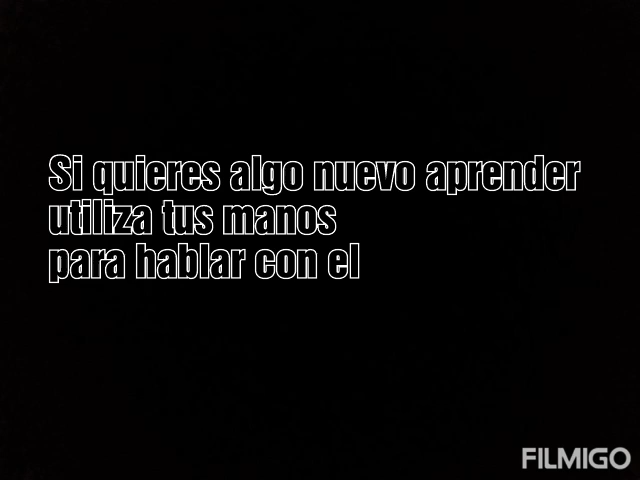 Si quieres algo nuevo aprender
utiliza tus manos
para hablar con el
FILMIGO